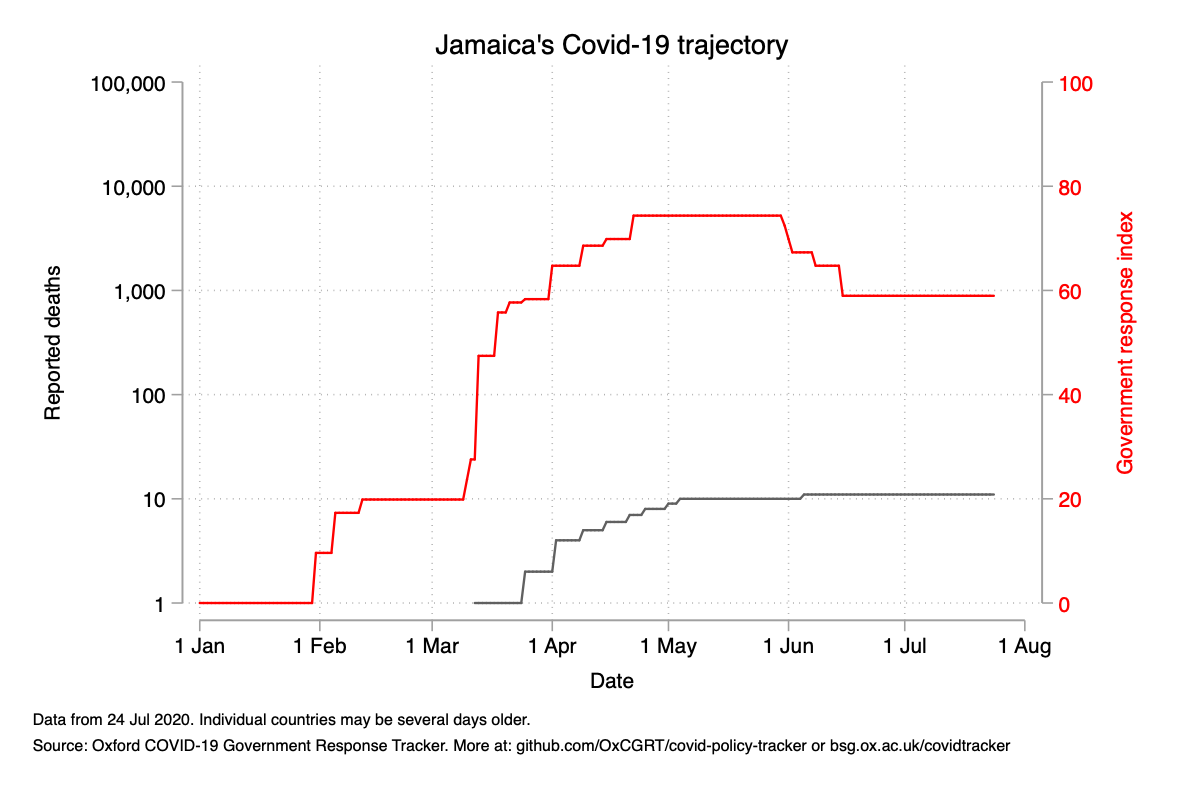 Jamaica's Covid-19 trajectory
100,000
10,000
1,000
100
10
1
Reported deaths
100
80
60
40
20
0
Government response index
1 Jan 1 Feb 1 Mar 1 Apr 1 May 1 Jun 1 Jul 1 Aug
Date
Data from 24 Jul 2020. Individual countries may be several days older.
Source: Oxford COVID-19 Government Response Tracker. More at: github.com/OxCGRT/covid-policy-tracker or bsg.ox.ac.uk/covidtracker